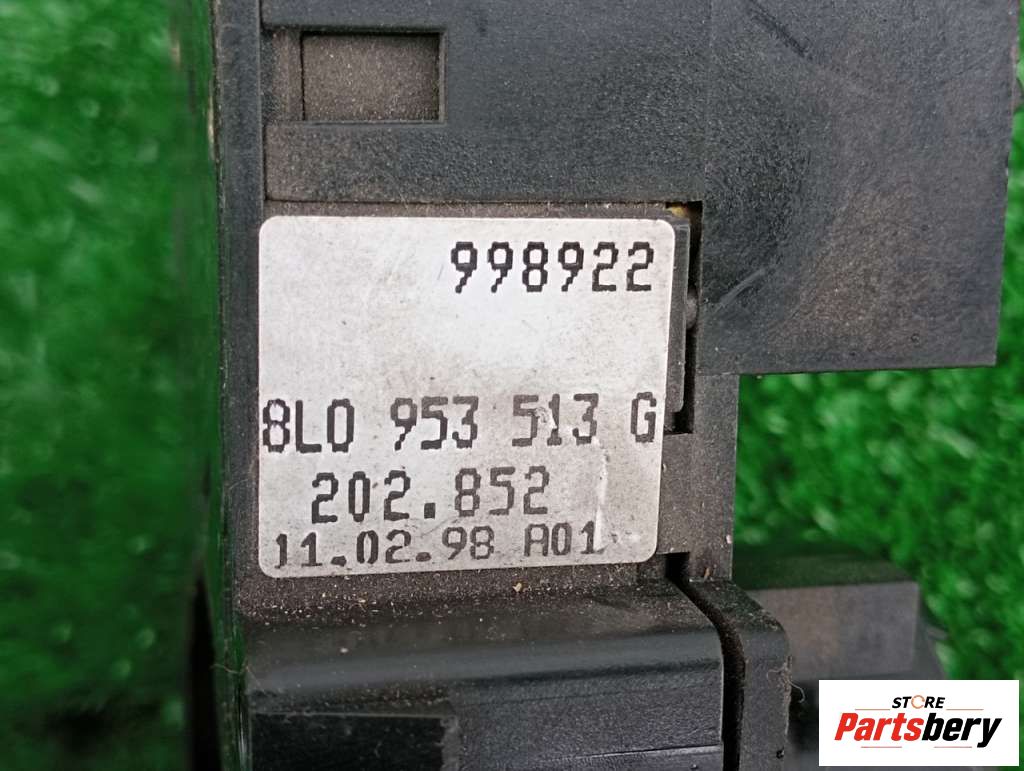 998922
8L0 953 513 G
202.852
11.02.98 A01
STORE
Partsbery